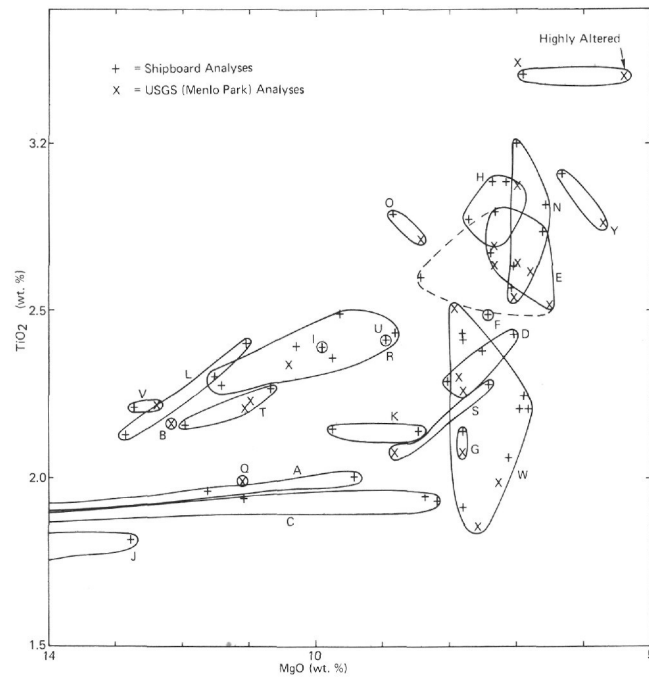 Highly Altered
+ = Shipboard Analyses
X = USGS (Menlo Park) Analyses
3.2
H
O
N
Y
E
2.5
F
U
I
D
R
L
V
S
K
T
B
G
Q
A
W
2.0
C
J
1.5
14
10
5
TiO2
(wt. %)
MgO (wt. %)